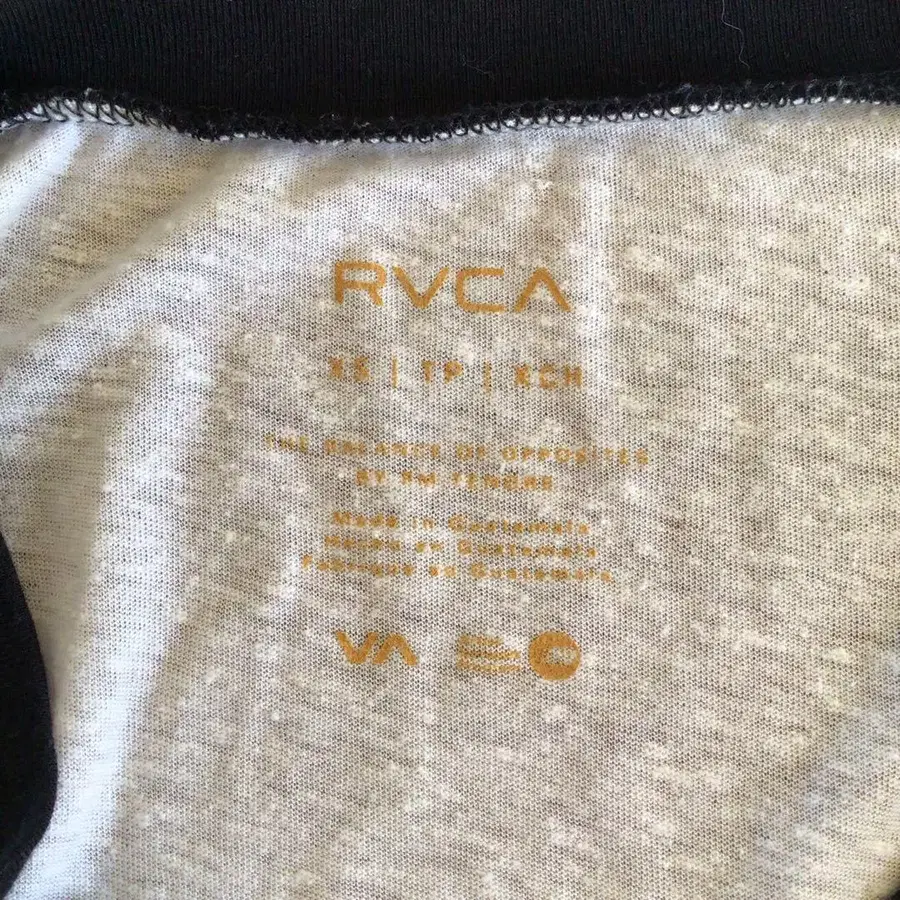 RVCA
XS | TP | XCH
THE BALANCE OF OPPOSITES
BY PM TENORE
Made in Guatemala
Hecho en Guatemala
Fabriqué au Guatemala
VA